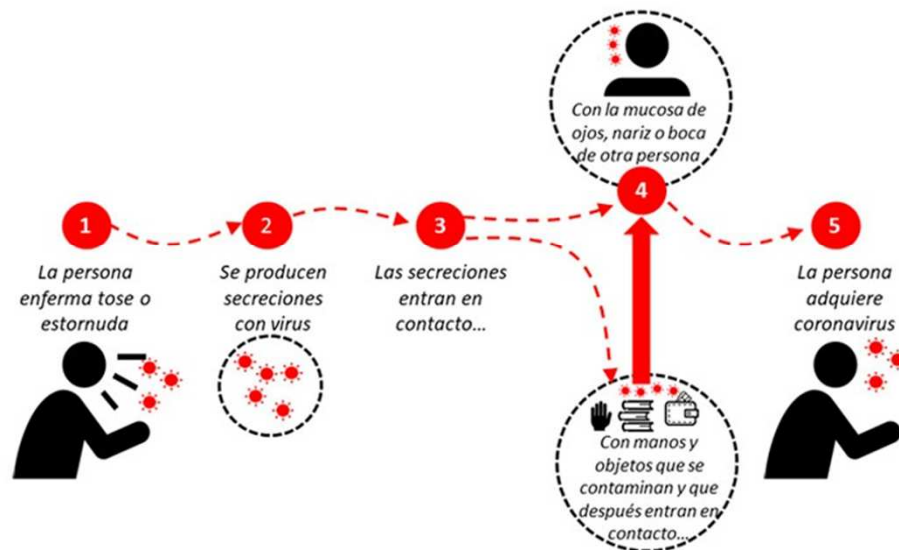 1
La persona
enferma tose o
estornuda
2
Se producen
secreciones
con virus
3
Las secreciones
entran en
contacto...
Con la mucosa de
ojos, nariz o boca
de otra persona
4
Con manos y
objetos que se
contaminan y que
después entran en
contacto...
5
La persona
adquiere
coronavirus